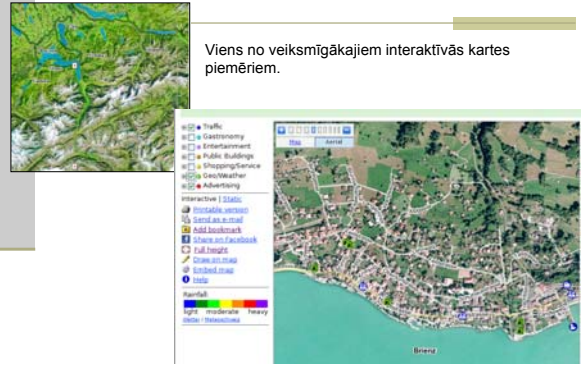 Viens no veiksmīgākajiem interaktīvās kartes
piemēriem.
Traffic
Gastronomy
Entertainment
Public Buildings
Shopping/Service
Geo/Weather
Advertising
Interactive | Static
Printable version
Send as e-mail
Add bookmark
Share on Facebook
Full height
Draw on map
Embed map
Help
Rainfall:
light moderate heavy
Map Aerial
Brienz